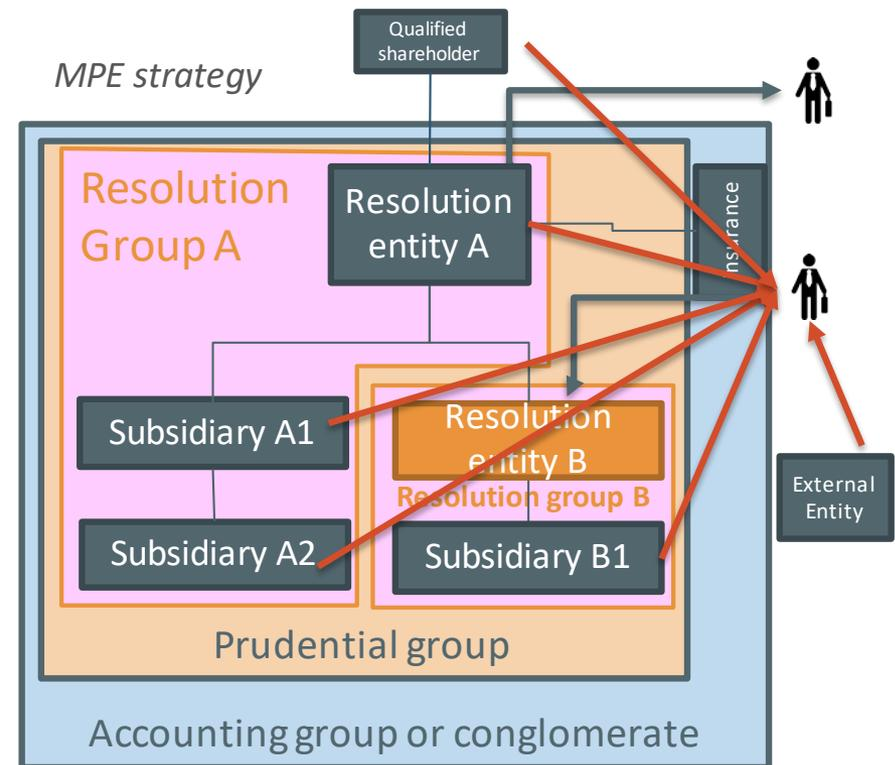 Qualified
shareholder
MPE strategy
Resolution
Group A
Resolution
entity A
Insurance
Subsidiary A1
Resolution
entity B
Resolution group B
External
Entity
Subsidiary A2
Subsidiary B1
Prudential group
Accounting group or conglomerate